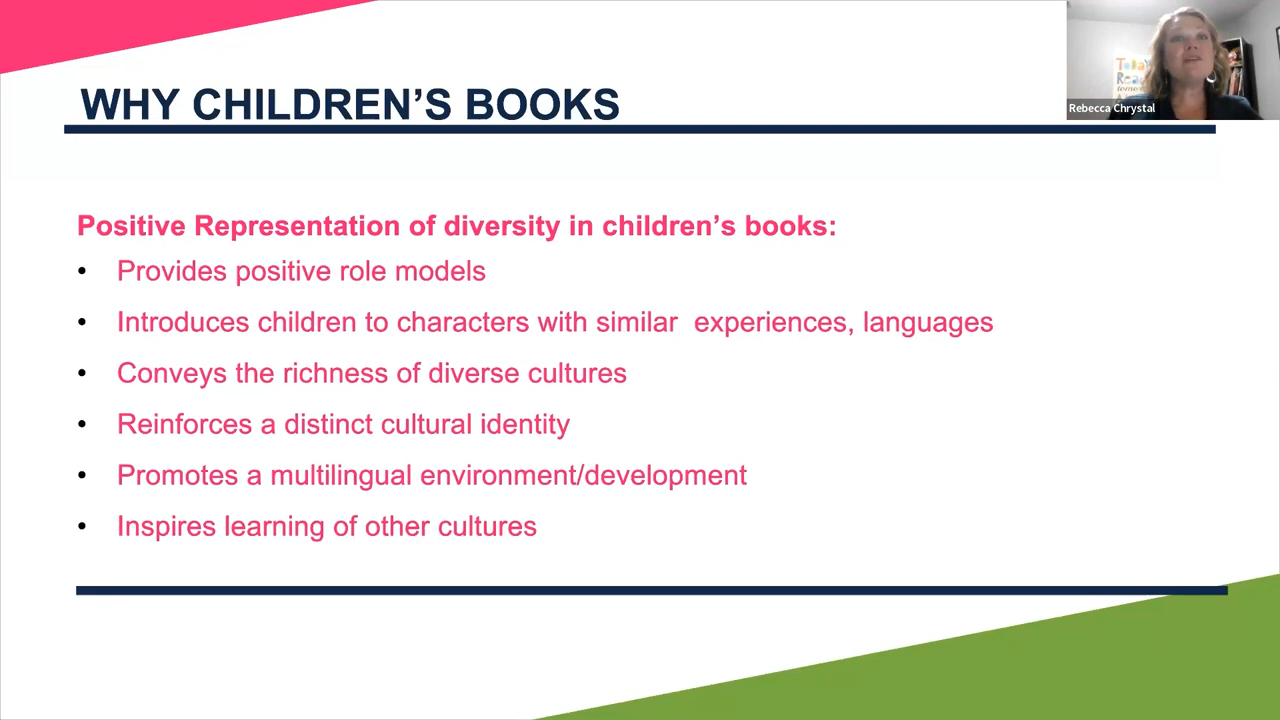 WHY CHILDREN’S BOOKS
Rebecca Chrystal
Today
Read
Positive Representation of diversity in children’s books:
• Provides positive role models
• Introduces children to characters with similar  experiences, languages
• Conveys the richness of diverse cultures
• Reinforces a distinct cultural identity
• Promotes a multilingual environment/development
• Inspires learning of other cultures